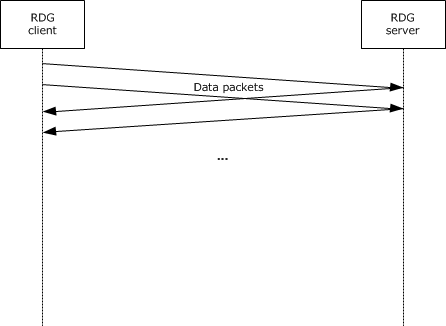 RDG
client
RDG
server
Data packets
...